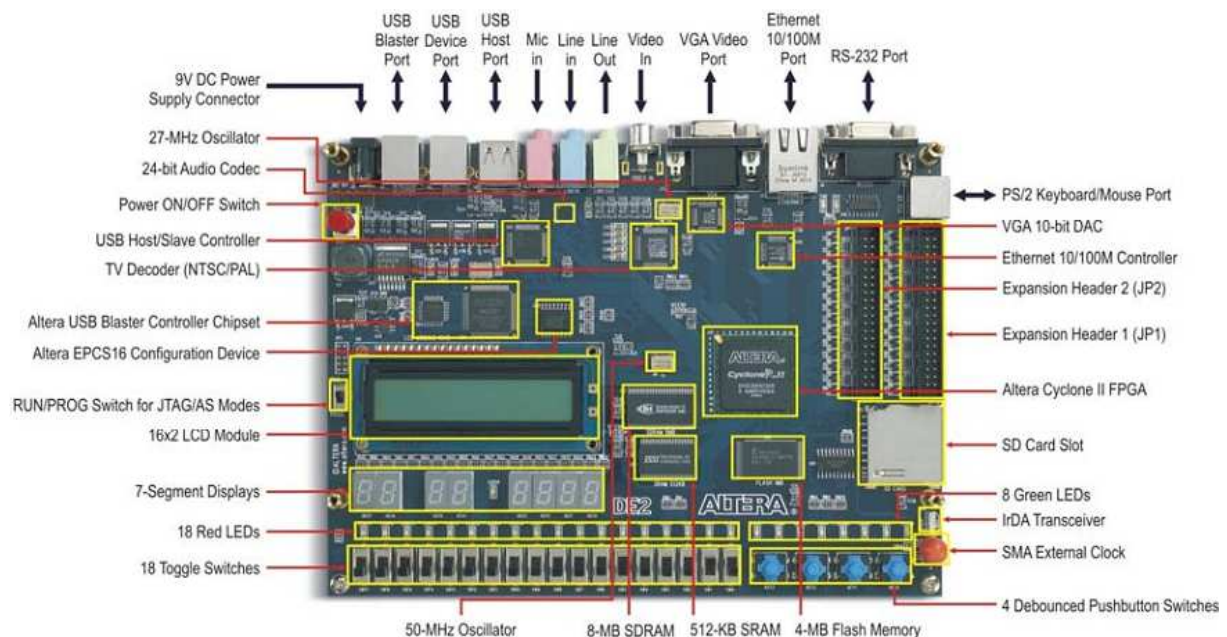 USB
Blaster
Port
USB
Device
Port
USB
Host
Port
Mic
in
Line
in
Line
Out
Video
In
VGA Video
Port
Ethernet
10/100M
Port
RS-232 Port
9V DC Power
Supply Connector
27-MHz Oscillator
24-bit Audio Codec
Power ON/OFF Switch
USB Host/Slave Controller
TV Decoder (NTSC/PAL)
Altera USB Blaster Controller Chipset
Altera EPCS16 Configuration Device
RUN/PROG Switch for JTAG/AS Modes
16x2 LCD Module
7-Segment Displays
18 Red LEDs
18 Toggle Switches
PS/2 Keyboard/Mouse Port
VGA 10-bit DAC
Ethernet 10/100M Controller
Expansion Header 2 (JP2)
Expansion Header 1 (JP1)
Altera Cyclone II FPGA
SD Card Slot
8 Green LEDs
IrDA Transceiver
SMA External Clock
4 Debounced Pushbutton Switches
50-MHz Oscillator
8-MB SDRAM
512-KB SRAM
4-MB Flash Memory
ALTERA
Cyclone II
DE2
ALTERA
SD CARD